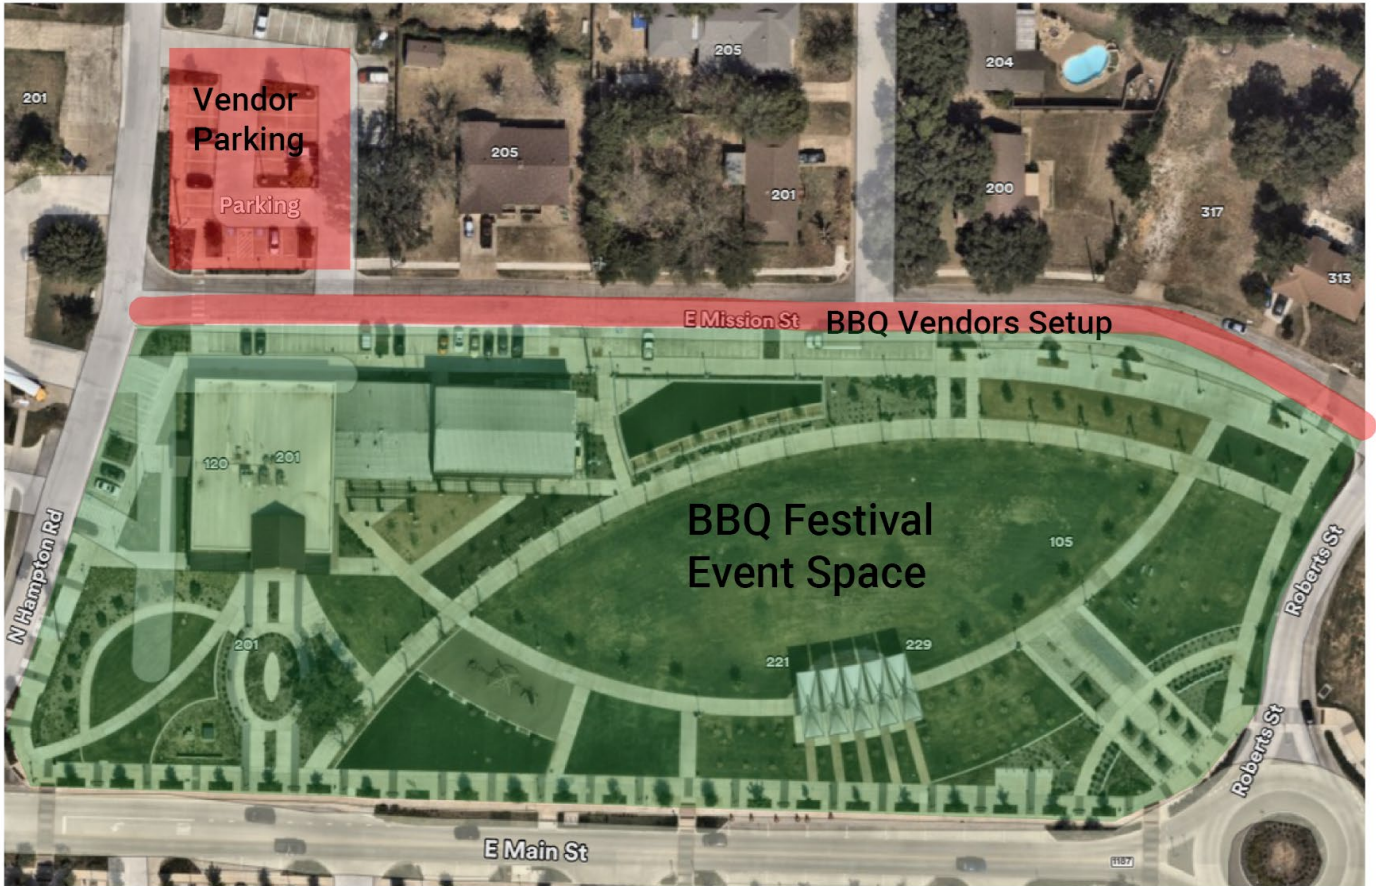 201
Vendor
Parking
Parking
205
205
201
204
200
317
313
E Mission St
BBQ Vendors Setup
120
201
BBQ Festival
Event Space
105
N Hampton Rd
201
221
229
Roberts St
Roberts St
E Main St
1187